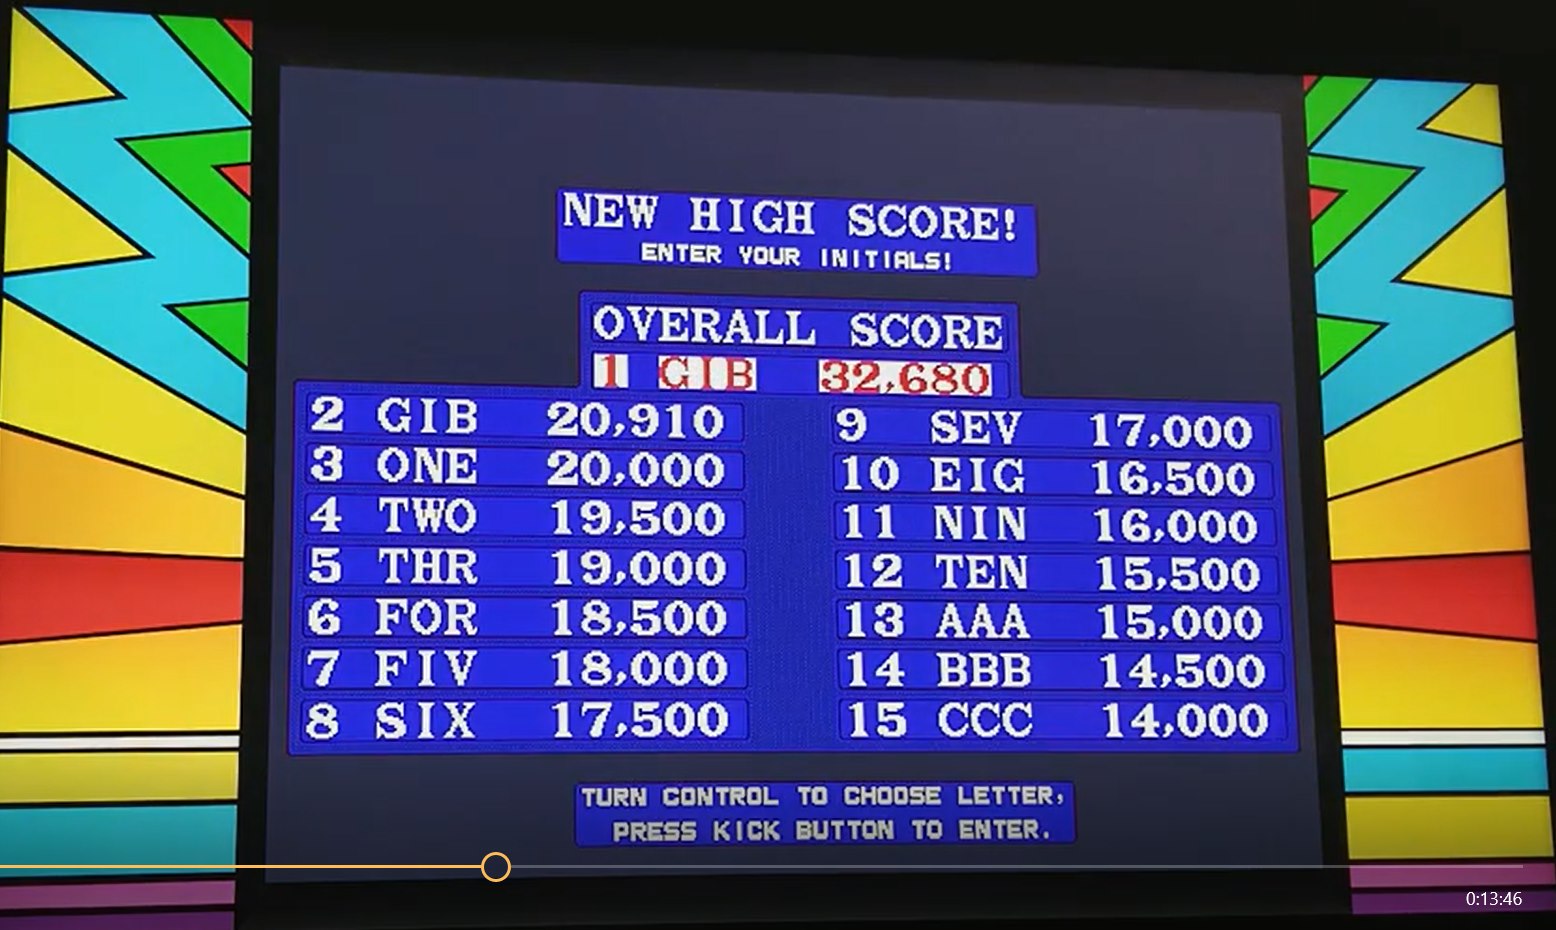 NEW HIGH SCORE!
ENTER YOUR INITIALS!
OVERALL SCORE
1 GIB 32,680
2 GIB 20,910
3 ONE 20,000
4 TWO 19,500
5 THR 19,000
6 FOR 18,500
7 FIV 18,000
8 SIX 17,500
9 SEV 17,000
10 EIG 16,500
11 NIN 16,000
12 TEN 15,500
13 AAA 15,000
14 BBB 14,500
15 CCC 14,000
TURN CONTROL TO CHOOSE LETTER,
PRESS KICK BUTTON TO ENTER.
0:13:46